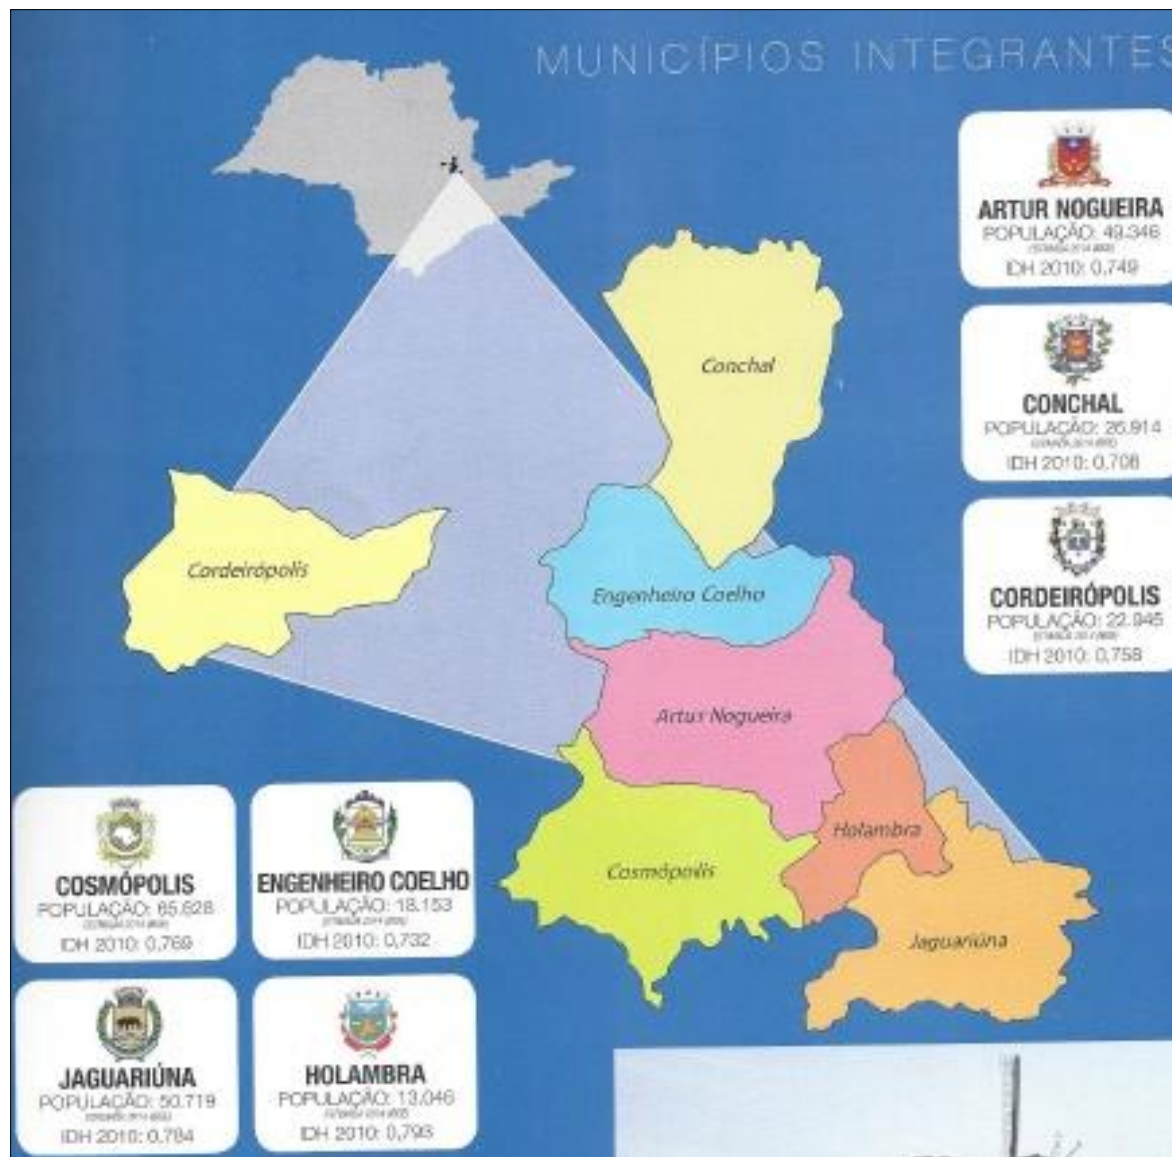 MUNICÍPIOS INTEGRANTES
ARTUR NOGUEIRA
POPULAÇÃO: 49.346
IDH 2010: 0,749
CONCHAL
POPULAÇÃO: 26.914
IDH 2010: 0,708
CORDEIRÓPOLIS
POPULAÇÃO: 22.945
IDH 2010: 0,758
Conchal
Cordeirópolis
Engenheiro Coelho
Artur Nogueira
Holambra
Cosmópolis
Jaguariúna
COSMÓPOLIS
POPULAÇÃO: 65.628
IDH 2010: 0,769
ENGENHEIRO COELHO
POPULAÇÃO: 18.153
IDH 2010: 0,732
JAGUARIÚNA
POPULAÇÃO: 50.719
IDH 2010: 0,784
HOLAMBRA
POPULAÇÃO: 13.046
IDH 2010: 0,793